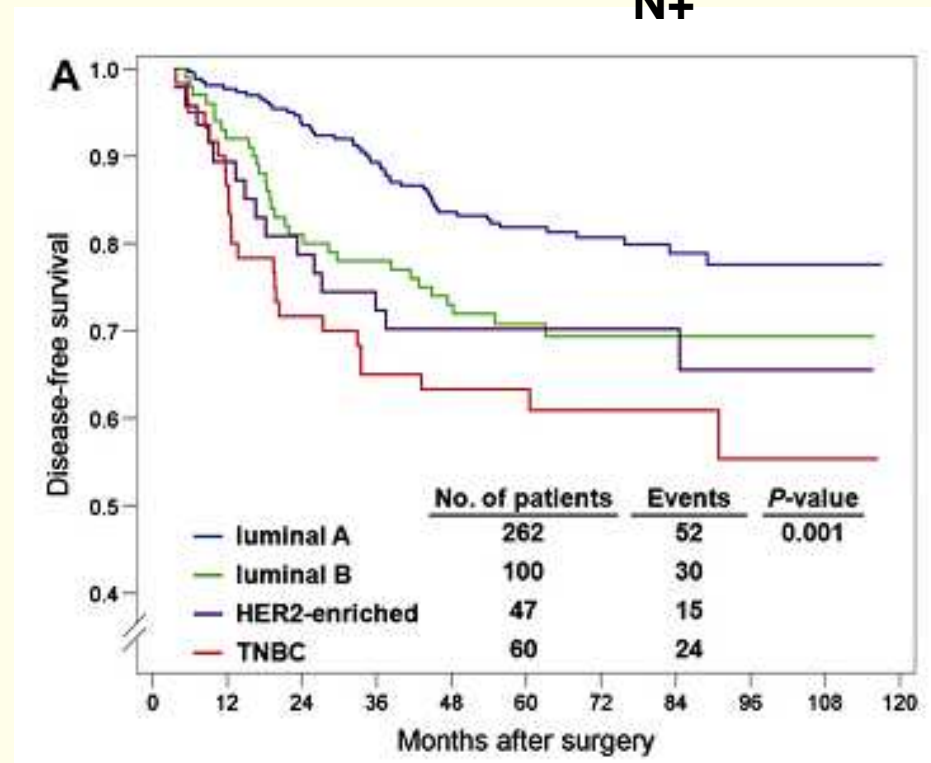 N+
A
1.0
0.9
0.8
0.7
0.6
0.5
0.4
Disease-free survival
No. of patients Events P-value
luminal A 262 52 0.001
luminal B 100 30
HER2-enriched 47 15
TNBC 60 24
0 12 24 36 48 60 72 84 96 108 120
Months after surgery